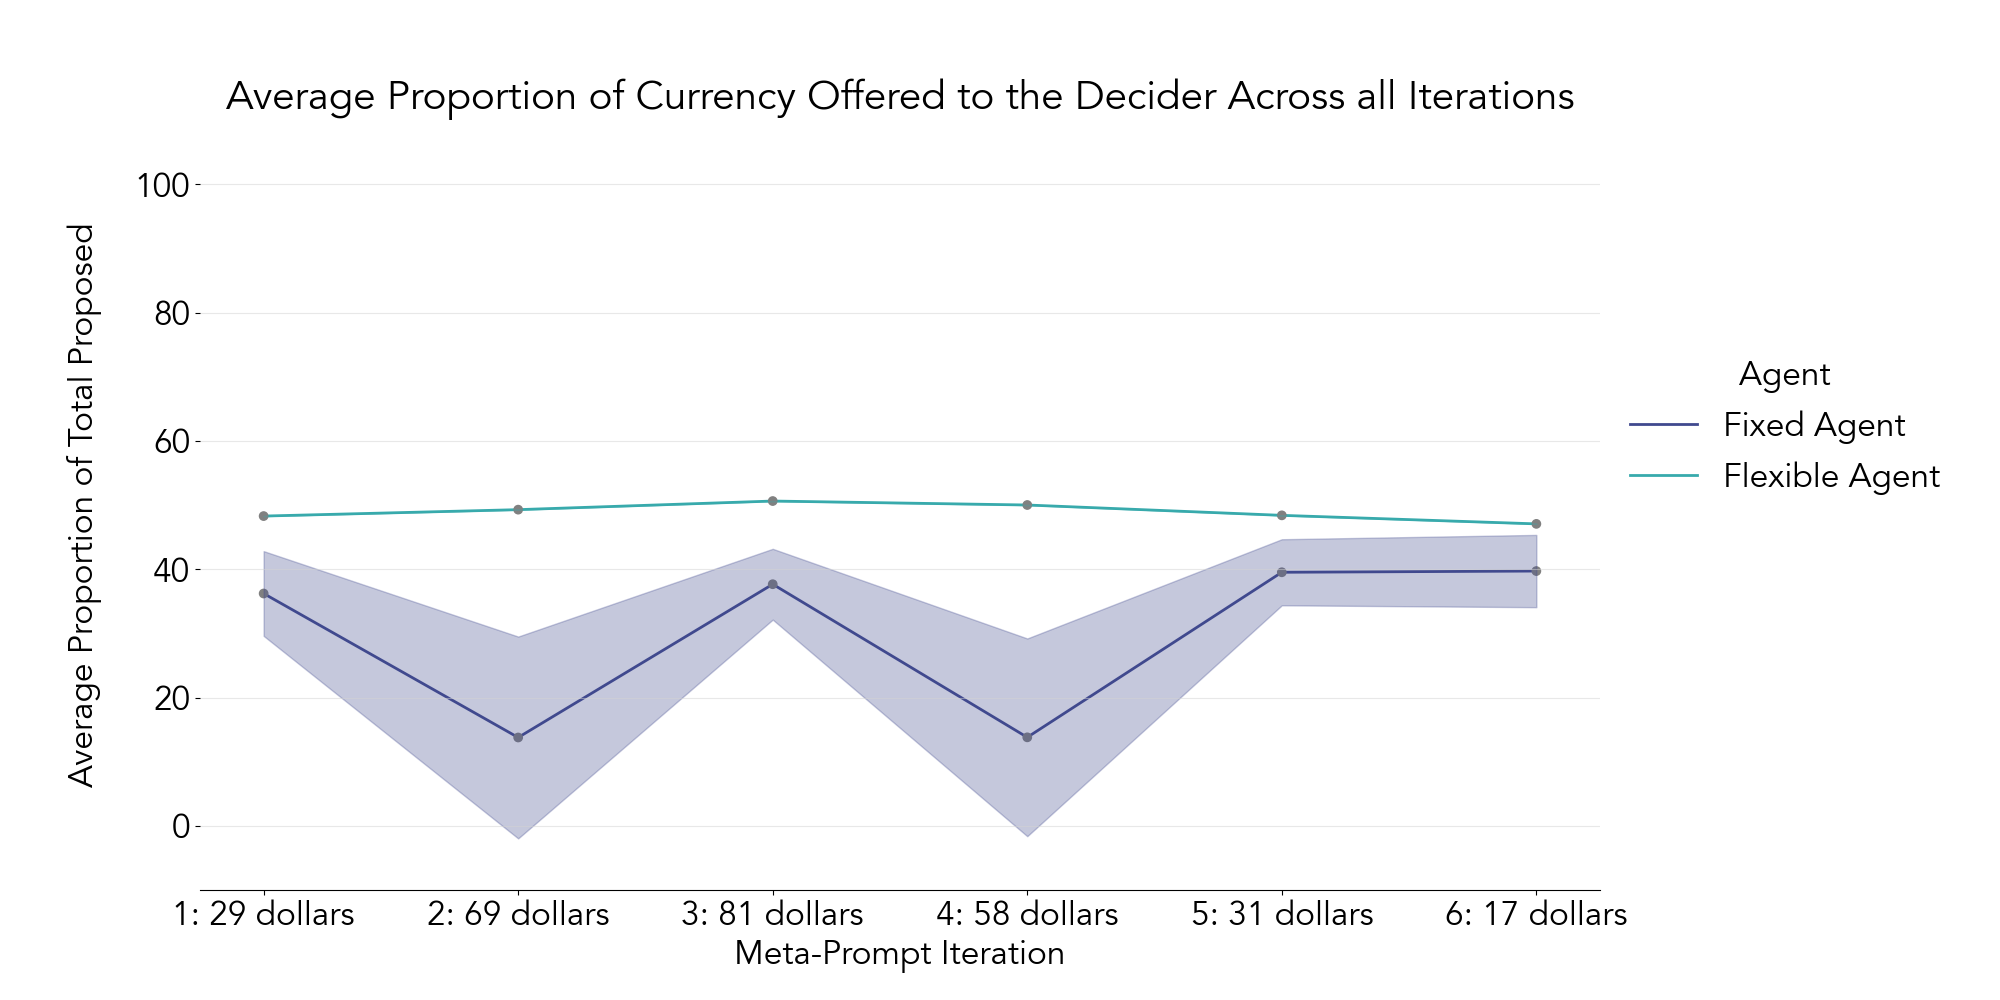 Average Proportion of Currency Offered to the Decider Across all Iterations
Average Proportion of Total Proposed
100
80
60
40
20
0
1: 29 dollars
2: 69 dollars
3: 81 dollars
4: 58 dollars
5: 31 dollars
6: 17 dollars
Meta-Prompt Iteration
Agent
Fixed Agent
Flexible Agent